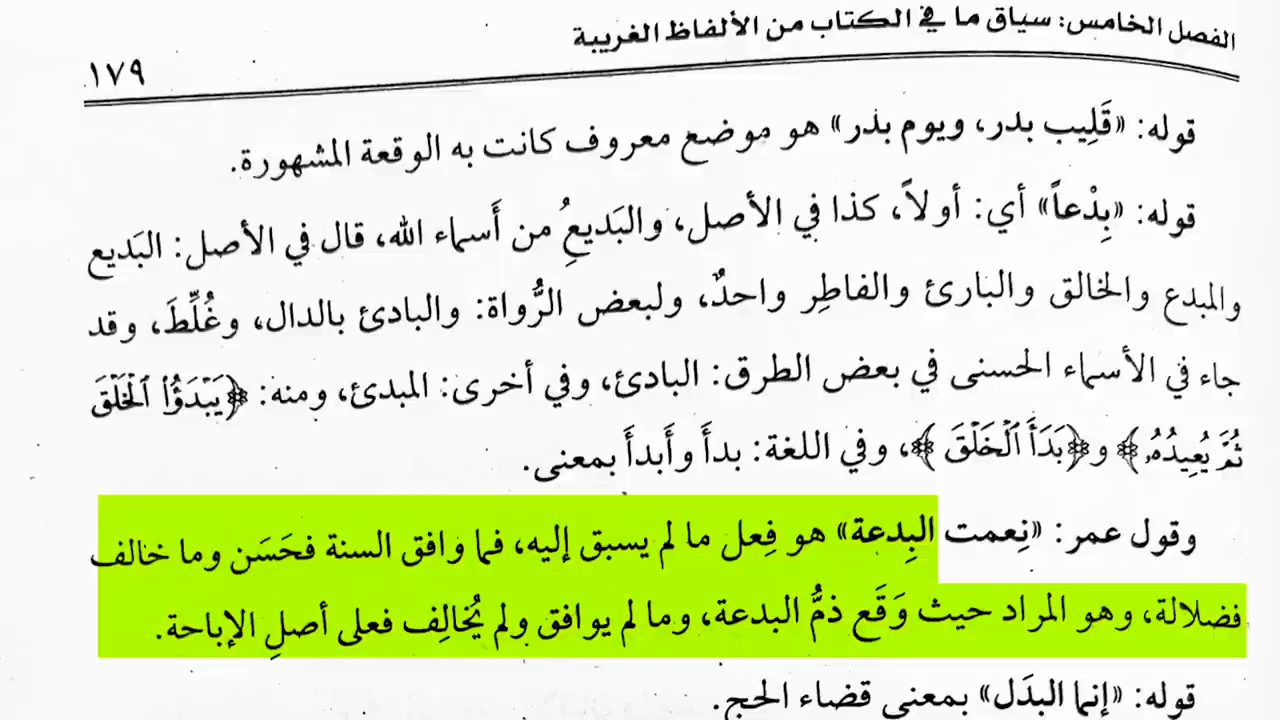 الفصل الخامس: سياق ما في الكتاب من الألفاظ الغريبة
١٧٩
قوله: «قَلِيب بدر، ويوم بدر» هو موضع معروف كانت به الوقعة المشهورة.
قوله: «بِدْعاً» أي: أولاً، كذا في الأصل، والبَديعُ من أَسماء الله، قال في الأصل: البَديع
والمبدع والخالق والبارئ والفاطِر واحدٌ، ولبعض الرُّواة: والبادئ بالدال، وغُلِّطَ، وقد
جاء في الأسماء الحسنى في بعض الطرق: البادئ، وفي أخرى: المبدئ، ومنه: ﴿يَبْدَؤُا۟ ٱلْخَلْقَ
ثُمَّ يُعِيدُهُۥ﴾ و﴿بَدَأَ ٱلْخَلْقَ﴾، وفي اللغة: بدأَ وأَبدأَ بمعنى.
وقول عمر: «نِعمت البِدعة» هو فِعل ما لم يسبق إليه، فما وافق السنة فحَسَن وما خالف
فضلالة، وهو المراد حيث وَقَع ذمُّ البدعة، وما لم يوافق ولم يُخالِف فعلى أصلِ الإباحة.
قوله: «إنما البدَل» بمعنى قضاء الحج.